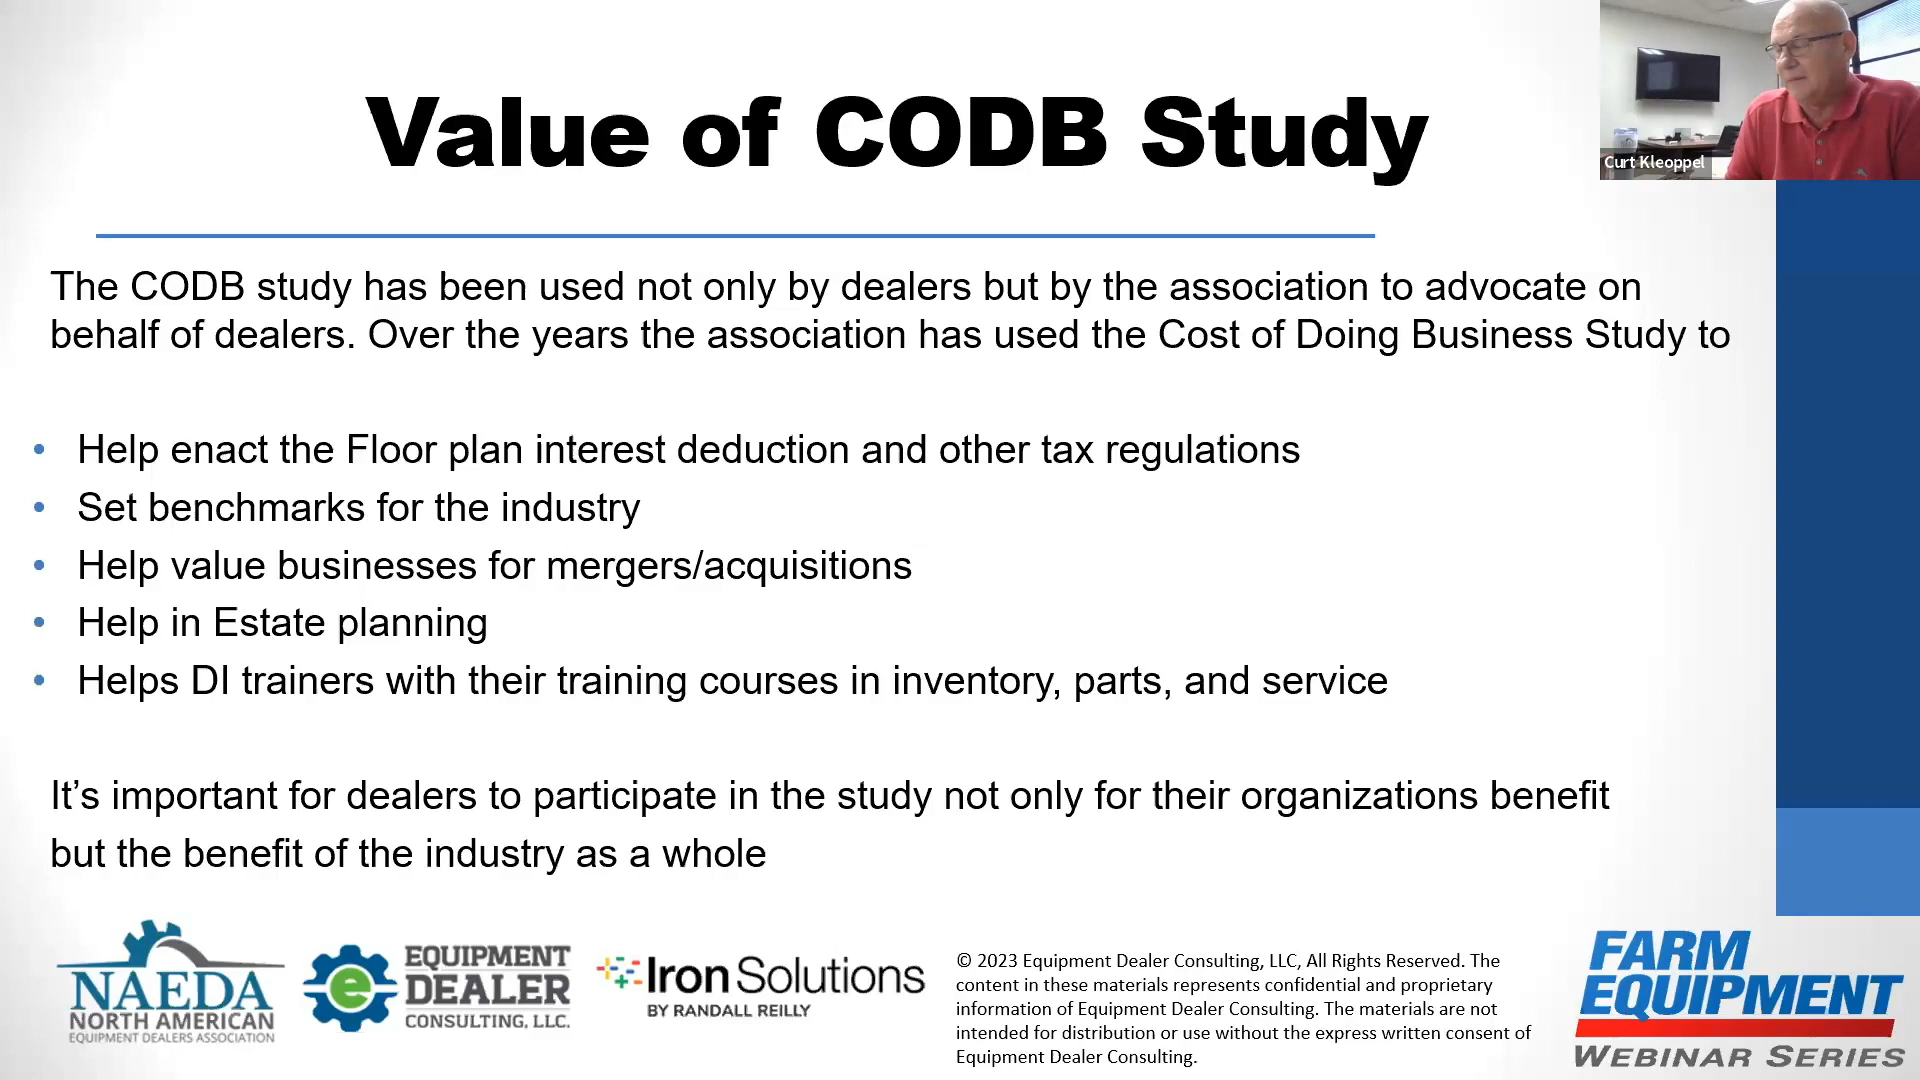 Value of CODB Study
Curt Kleoppel
The CODB study has been used not only by dealers but by the association to advocate on
behalf of dealers. Over the years the association has used the Cost of Doing Business Study to
• Help enact the Floor plan interest deduction and other tax regulations
• Set benchmarks for the industry
• Help value businesses for mergers/acquisitions
• Help in Estate planning
• Helps DI trainers with their training courses in inventory, parts, and service
It’s important for dealers to participate in the study not only for their organizations benefit
but the benefit of the industry as a whole
NAEDA
NORTH AMERICAN
EQUIPMENT DEALERS ASSOCIATION
e
EQUIPMENT
DEALER
CONSULTING, LLC.
IronSolutions
BY RANDALL REILLY
© 2023 Equipment Dealer Consulting, LLC, All Rights Reserved. The
content in these materials represents confidential and proprietary
information of Equipment Dealer Consulting. The materials are not
intended for distribution or use without the express written consent of
Equipment Dealer Consulting.
FARM
EQUIPMENT
WEBINAR SERIES